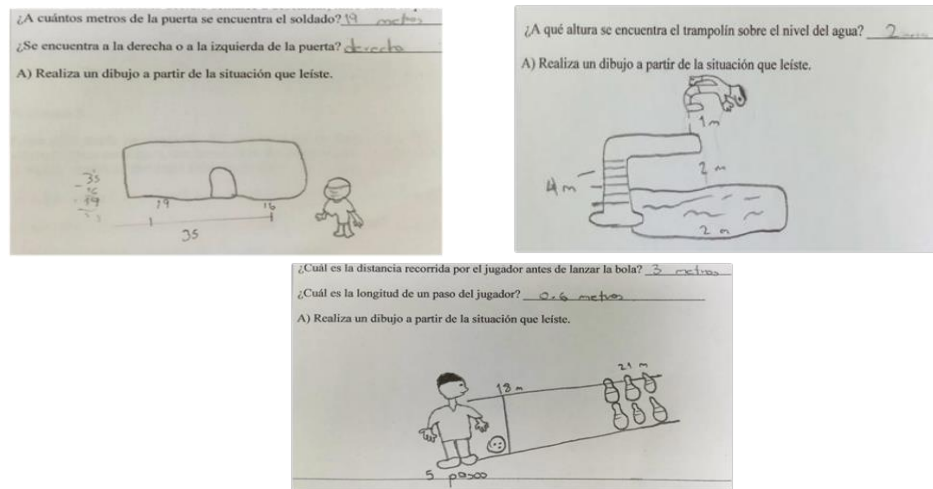 ¿A cuántos metros de la puerta se encuentra el soldado? 19 metros
¿Se encuentra a la derecha o a la izquierda de la puerta? derecha
A) Realiza un dibujo a partir de la situación que leíste.
- 35
19
19 16
35
¿A qué altura se encuentra el trampolín sobre el nivel del agua? 2 metros
A) Realiza un dibujo a partir de la situación que leíste.
1 m
2 m
4 m
2 m
¿Cuál es la distancia recorrida por el jugador antes de lanzar la bola? 3 metros
¿Cuál es la longitud de un paso del jugador? 0.6 metros
A) Realiza un dibujo a partir de la situación que leíste.
21 m
18 m
5 pasos